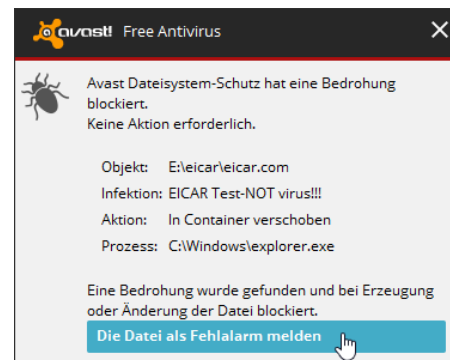 avast! Free Antivirus
Avast Dateisystem-Schutz hat eine Bedrohung
blockiert.
Keine Aktion erforderlich.
Objekt: E:\eicar\eicar.com
Infektion: EICAR Test-NOT virus!!!
Aktion: In Container verschoben
Prozess: C:\Windows\explorer.exe
Eine Bedrohung wurde gefunden und bei Erzeugung
oder Änderung der Datei blockiert.
Die Datei als Fehlalarm melden